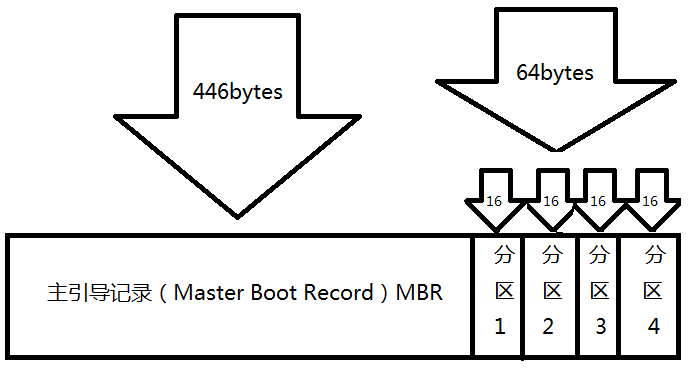 446bytes
64bytes
16 16 16 16
主引导记录（Master Boot Record）MBR
分区1
分区2
分区3
分区4